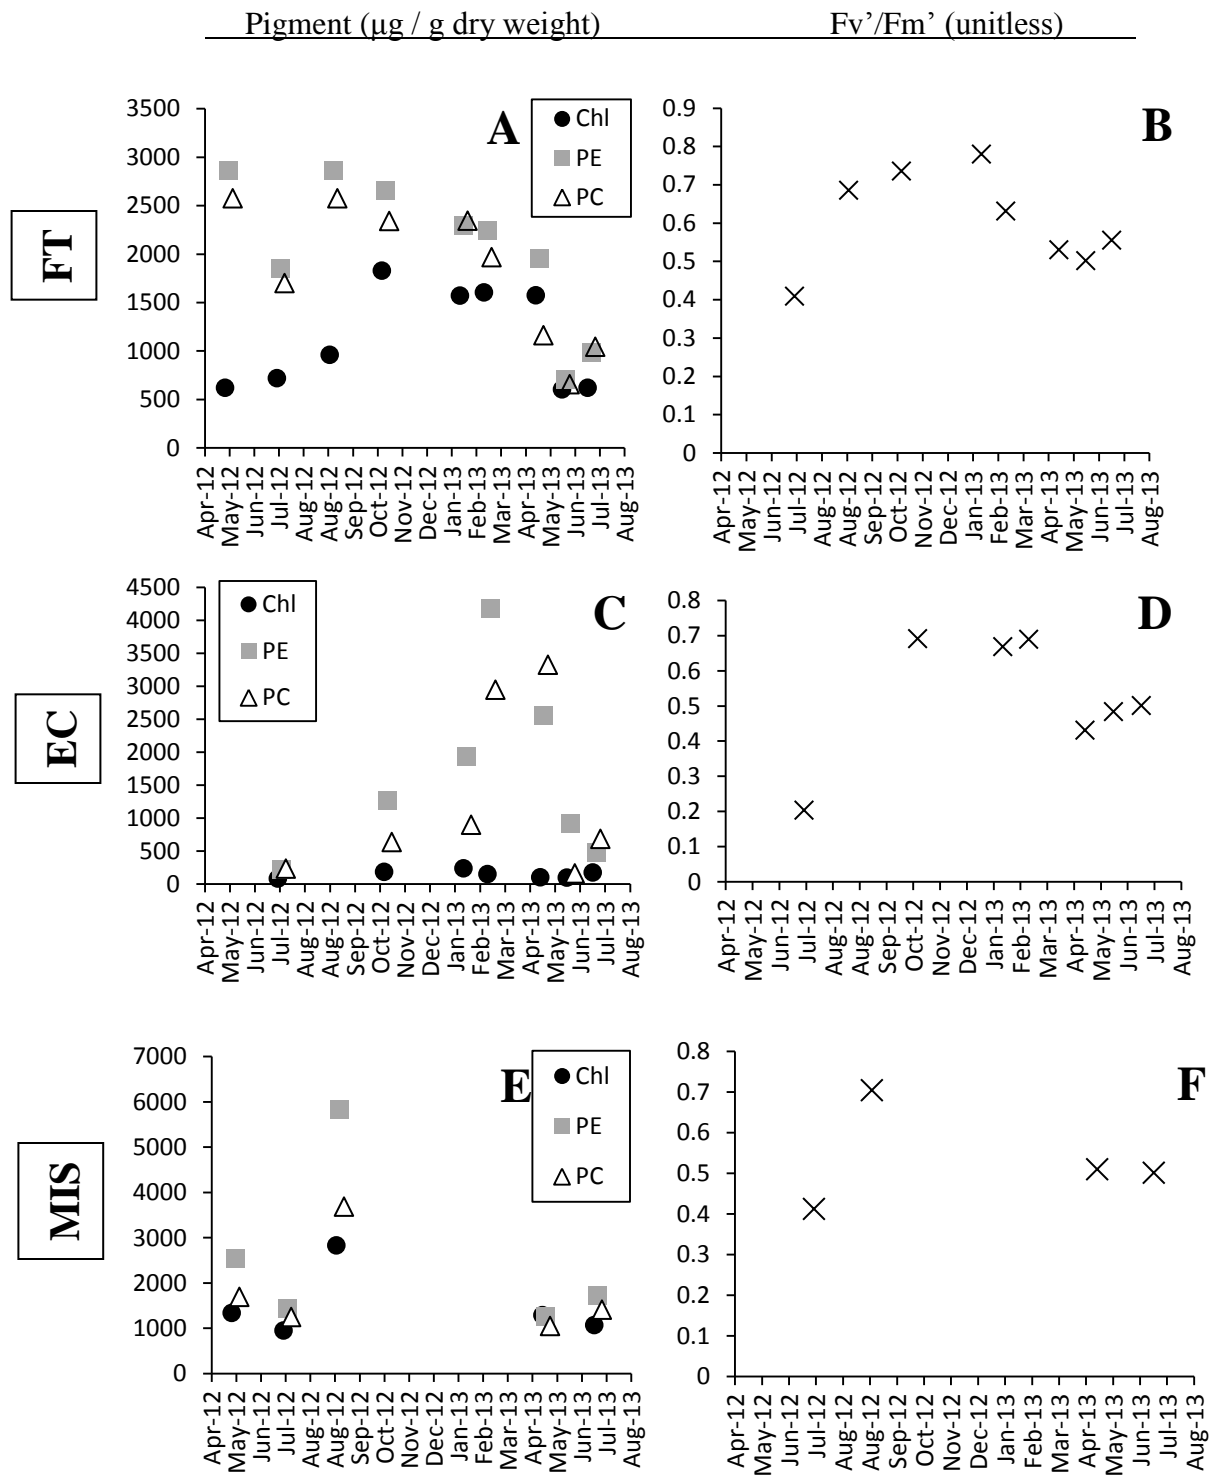 Pigment (µg / g dry weight)
Fv’/Fm’ (unitless)
FT
A
Chl
PE
PC
3500
3000
2500
2000
1500
1000
500
0
Apr-12
May-12
Jun-12
Jul-12
Aug-12
Aug-12
Sep-12
Oct-12
Nov-12
Dec-12
Jan-13
Feb-13
Mar-13
Apr-13
May-13
Jun-13
Jul-13
Aug-13
B
0.9
0.8
0.7
0.6
0.5
0.4
0.3
0.2
0.1
0
Apr-12
May-12
Jun-12
Jul-12
Aug-12
Aug-12
Sep-12
Oct-12
Nov-12
Dec-12
Jan-13
Feb-13
Mar-13
Apr-13
May-13
Jun-13
Jul-13
Aug-13
EC
C
Chl
PE
PC
4500
4000
3500
3000
2500
2000
1500
1000
500
0
Apr-12
May-12
Jun-12
Jul-12
Aug-12
Aug-12
Sep-12
Oct-12
Nov-12
Dec-12
Jan-13
Feb-13
Mar-13
Apr-13
May-13
Jun-13
Jul-13
Aug-13
D
0.8
0.7
0.6
0.5
0.4
0.3
0.2
0.1
0
Apr-12
May-12
Jun-12
Jul-12
Aug-12
Aug-12
Sep-12
Oct-12
Nov-12
Dec-12
Jan-13
Feb-13
Mar-13
Apr-13
May-13
Jun-13
Jul-13
Aug-13
MIS
E
Chl
PE
PC
7000
6000
5000
4000
3000
2000
1000
0
Apr-12
May-12
Jun-12
Jul-12
Aug-12
Aug-12
Sep-12
Oct-12
Nov-12
Dec-12
Jan-13
Feb-13
Mar-13
Apr-13
May-13
Jun-13
Jul-13
Aug-13
F
0.8
0.7
0.6
0.5
0.4
0.3
0.2
0.1
0
Apr-12
May-12
Jun-12
Jul-12
Aug-12
Aug-12
Sep-12
Oct-12
Nov-12
Dec-12
Jan-13
Feb-13
Mar-13
Apr-13
May-13
Jun-13
Jul-13
Aug-13